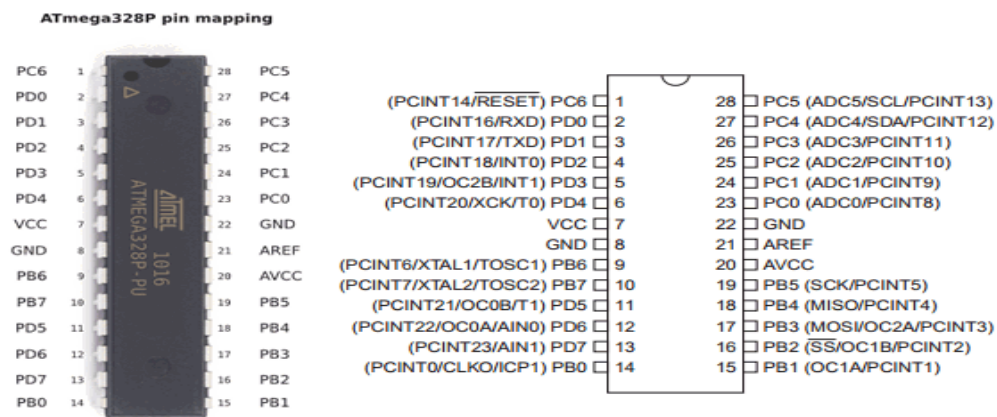 ATmega328P pin mapping
PC6 1 28 PC5
PD0 2 27 PC4
PD1 3 26 PC3
PD2 4 25 PC2
PD3 5 24 PC1
PD4 6 23 PC0
VCC 7 22 GND
GND 8 21 AREF
PB6 9 20 AVCC
PB7 10 19 PB5
PD5 11 18 PB4
PD6 12 17 PB3
PD7 13 16 PB2
PB0 14 15 PB1
ATMEL 1016
ATMEGA328P-PU
(PCINT14/RESET) PC6 1 28 PC5 (ADC5/SCL/PCINT13)
(PCINT16/RXD) PD0 2 27 PC4 (ADC4/SDA/PCINT12)
(PCINT17/TXD) PD1 3 26 PC3 (ADC3/PCINT11)
(PCINT18/INT0) PD2 4 25 PC2 (ADC2/PCINT10)
(PCINT19/OC2B/INT1) PD3 5 24 PC1 (ADC1/PCINT9)
(PCINT20/XCK/T0) PD4 6 23 PC0 (ADC0/PCINT8)
VCC 7 22 GND
GND 8 21 AREF
(PCINT6/XTAL1/TOSC1) PB6 9 20 AVCC
(PCINT7/XTAL2/TOSC2) PB7 10 19 PB5 (SCK/PCINT5)
(PCINT21/OC0B/T1) PD5 11 18 PB4 (MISO/PCINT4)
(PCINT22/OC0A/AIN0) PD6 12 17 PB3 (MOSI/OC2A/PCINT3)
(PCINT23/AIN1) PD7 13 16 PB2 (SS/OC1B/PCINT2)
(PCINT0/CLKO/ICP1) PB0 14 15 PB1 (OC1A/PCINT1)